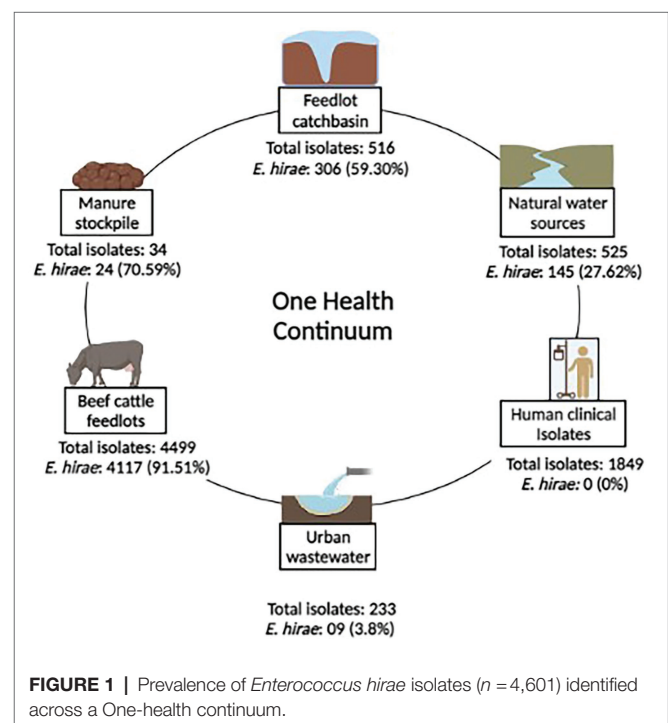 Feedlot
catchbasin
Total isolates: 516
E. hirae: 306 (59.30%)
Manure
stockpile
Total isolates: 34
E. hirae: 24 (70.59%)
Natural water
sources
Total isolates: 525
E. hirae: 145 (27.62%)
One Health
Continuum
Beef cattle
feedlots
Total isolates: 4499
E. hirae: 4117 (91.51%)
Human clinical
Isolates
Total isolates: 1849
E. hirae: 0 (0%)
Urban
wastewater
Total isolates: 233
E. hirae: 09 (3.8%)
FIGURE 1 | Prevalence of Enterococcus hirae isolates (n = 4,601) identified
across a One-health continuum.